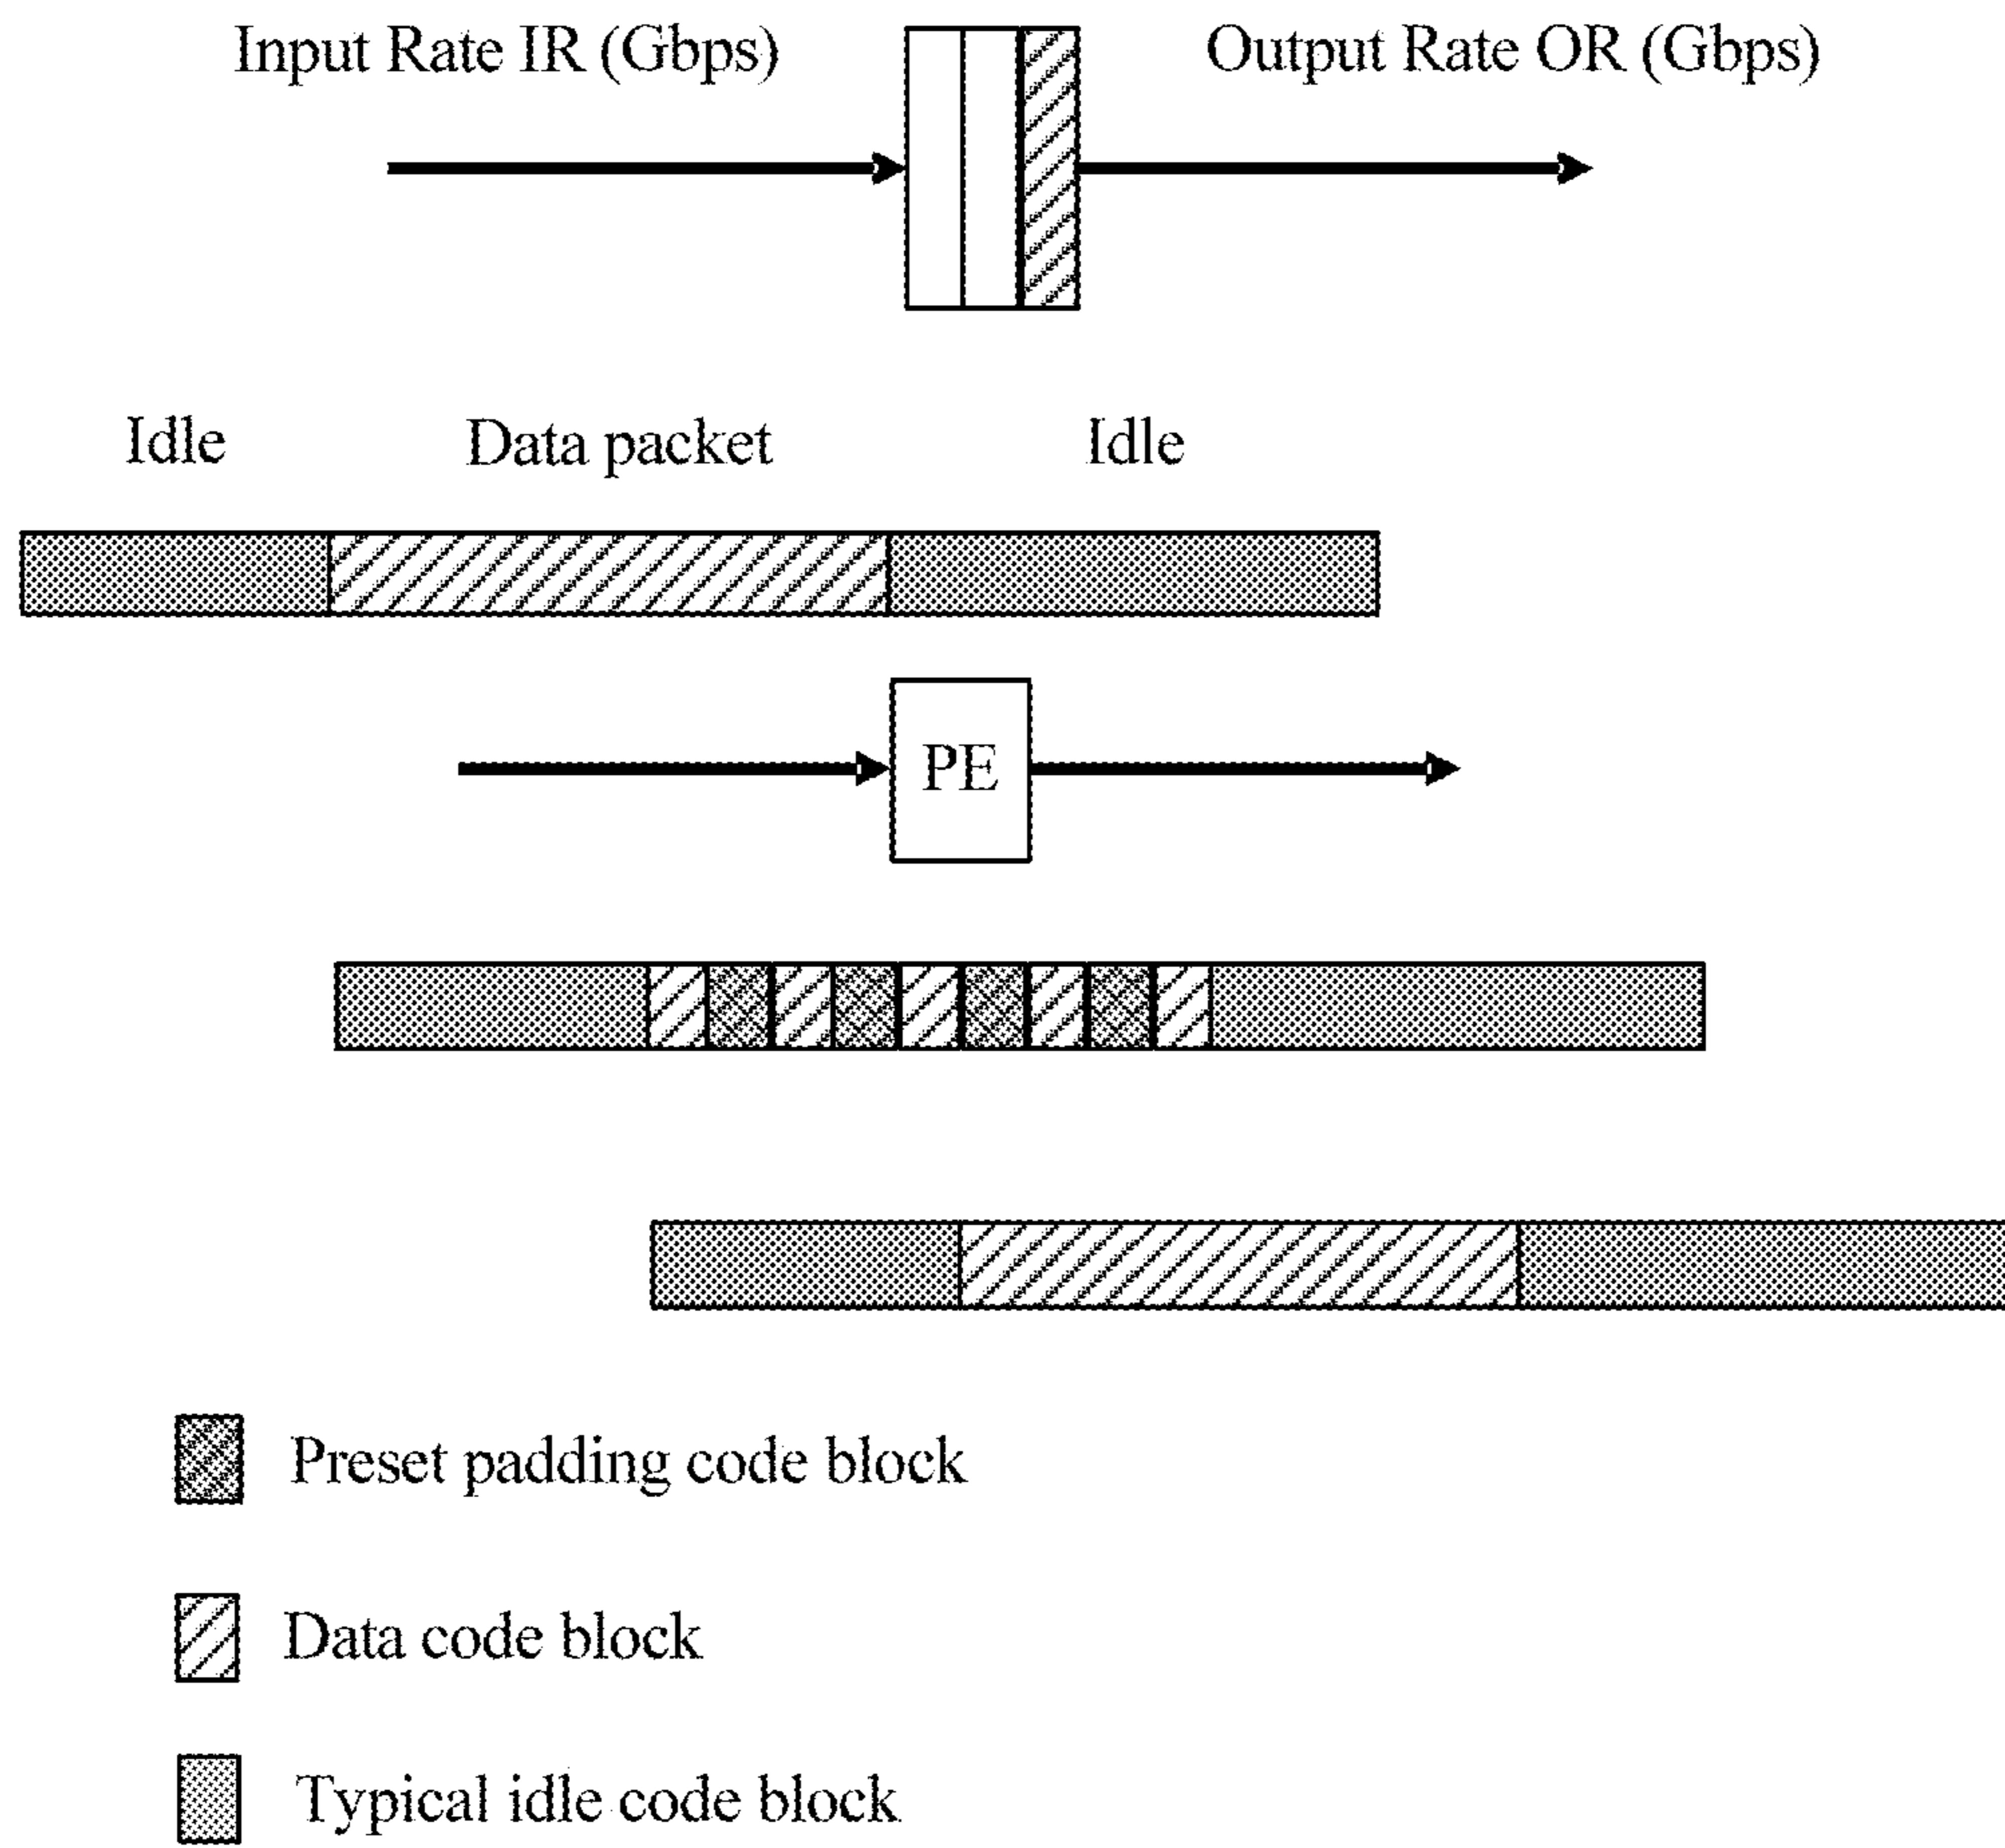 Input Rate IR (Gbps)
Output Rate OR (Gbps)
Idle
Data packet
Idle
PE
Preset padding code block
Data code block
Typical idle code block